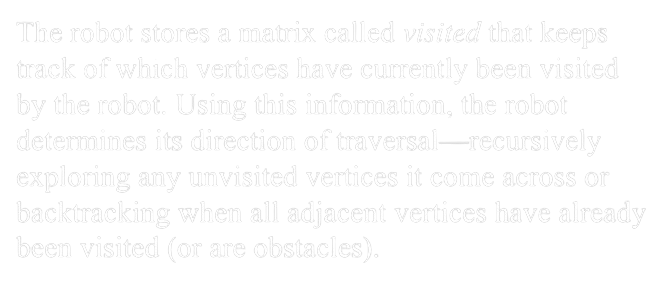 The robot stores a matrix called visited that keeps
track of which vertices have currently been visited
by the robot. Using this information, the robot
determines its direction of traversal—recursively
exploring any unvisited vertices it come across or
backtracking when all adjacent vertices have already
been visited (or are obstacles).